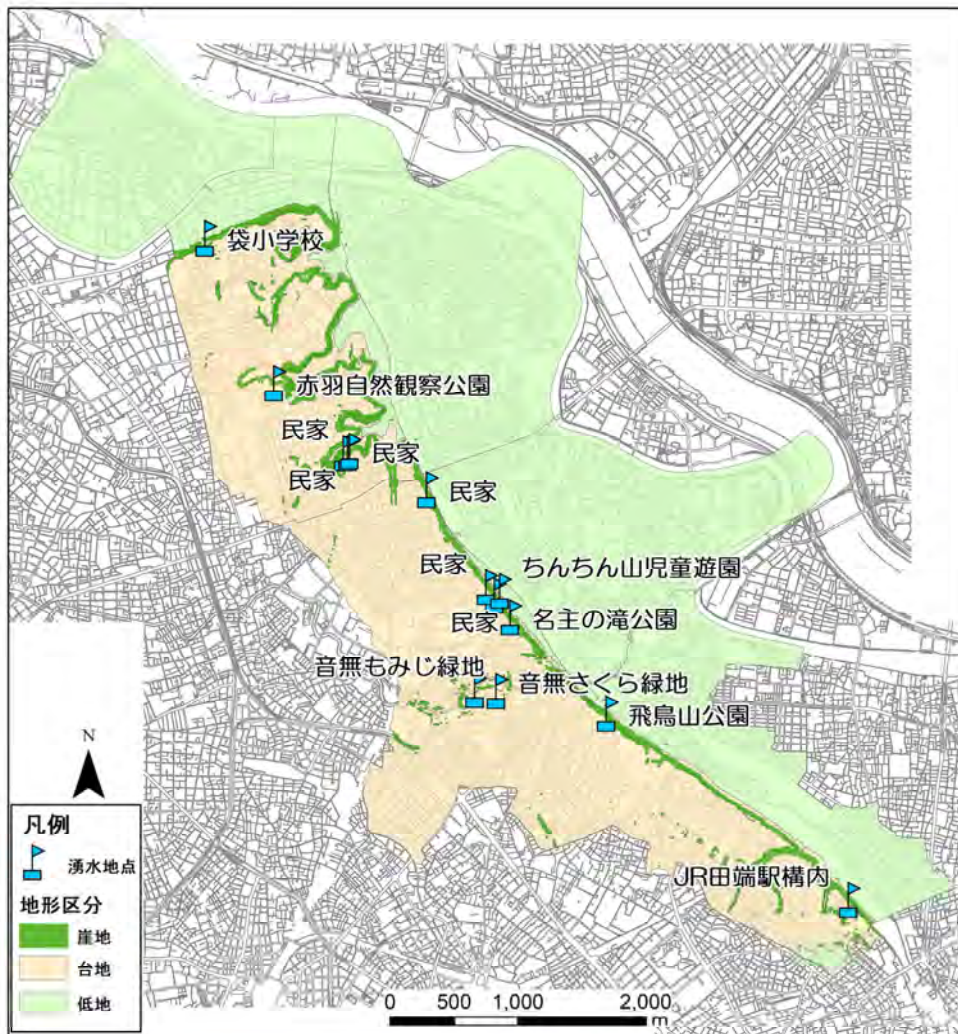 袋小学校
赤羽自然観察公園
民家
民家
民家
民家
民家
ちんちん山児童遊園
民家
名主の滝公園
音無もみじ緑地
音無さくら緑地
飛鳥山公園
JR田端駅構内
N
凡例
湧水地点
地形区分
崖地
台地
低地
0 500 1,000 2,000
m